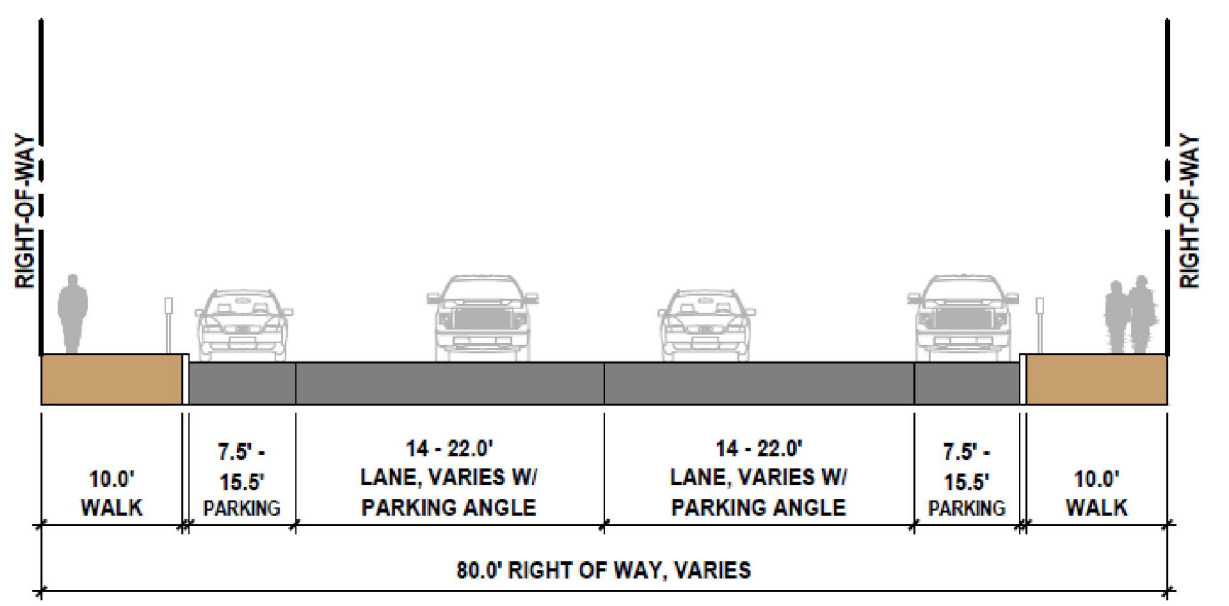 RIGHT-OF-WAY
RIGHT-OF-WAY
10.0'
WALK
7.5' -
15.5'
PARKING
14 - 22.0'
LANE, VARIES W/
PARKING ANGLE
14 - 22.0'
LANE, VARIES W/
PARKING ANGLE
7.5' -
15.5'
PARKING
10.0'
WALK
80.0' RIGHT OF WAY, VARIES